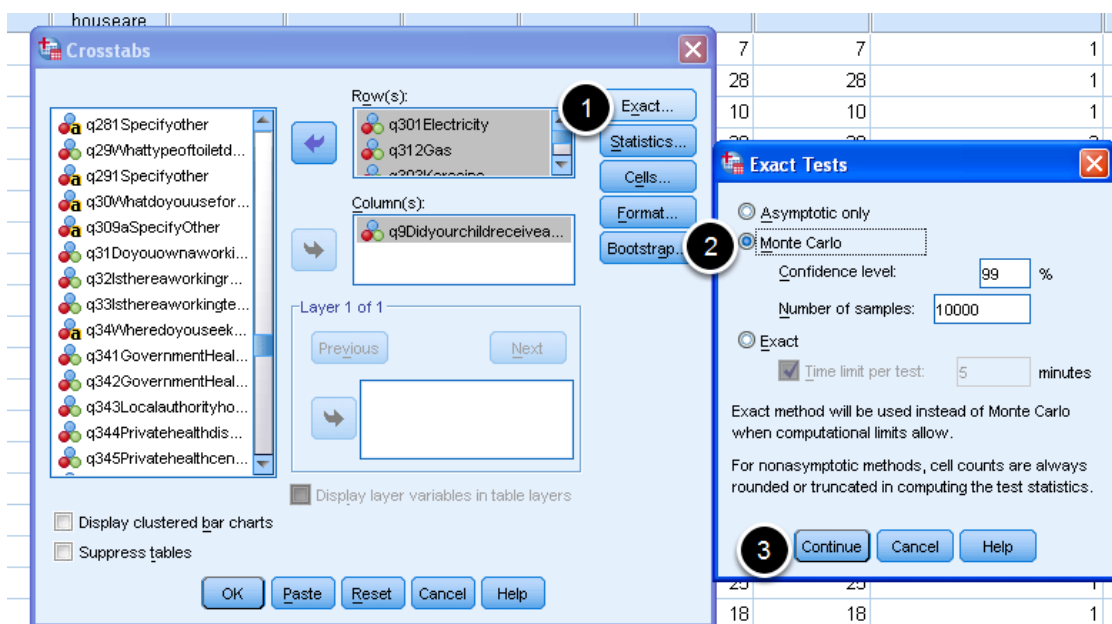 houseare
Crosstabs
q281Specifyother
q29Whattypeoftoiletd...
q291Specifyother
q30Whatdoyouusefor...
q309aSpecifyOther
q31Doyouownaworki...
q32Isthereaworkingr...
q33Isthereaworkingte...
q34Wheredoyouseek...
q341GovernmentHeal...
q342GovernmentHeal...
q343Localauthorityho...
q344Privatehealthdis...
q345Privatehealthcen...
Row(s):
q301Electricity
q312Gas
q303Kerosine
Column(s):
q9Didyourchildreceivea...
Layer 1 of 1
Previous
Next
Display layer variables in table layers
Display clustered bar charts
Suppress tables
OK Paste Reset Cancel Help
1
Exact...
Statistics...
Cells...
Format...
Bootstrap...
7 7 1
28 28 1
10 10 1
Exact Tests
Asymptotic only
2
Monte Carlo
Confidence level: 99 %
Number of samples: 10000
Exact
Time limit per test: 5 minutes
Exact method will be used instead of Monte Carlo
when computational limits allow.
For nonasymptotic methods, cell counts are always
rounded or truncated in computing the test statistics.
3
Continue Cancel Help
25 25 1
18 18 1